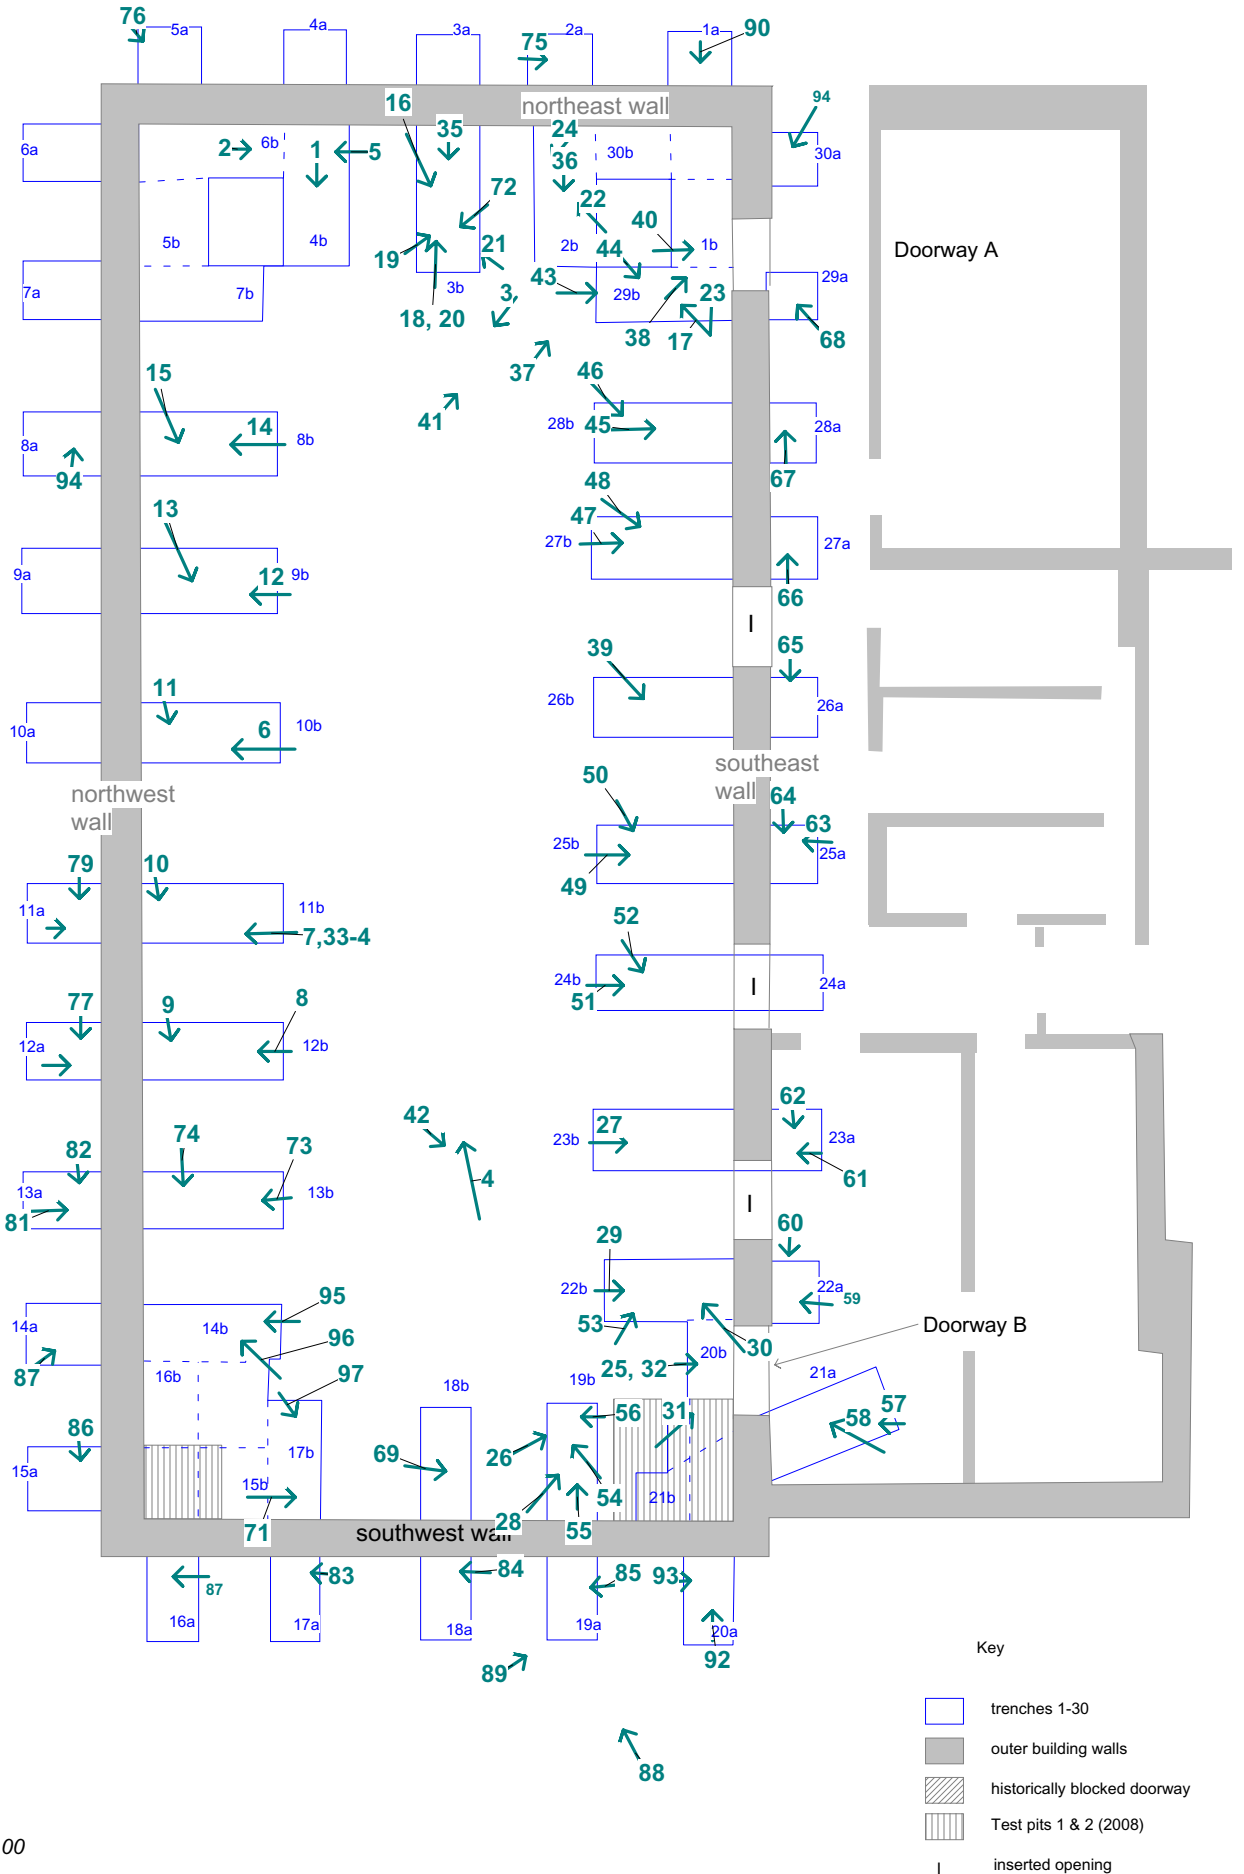 76
5a
4a
3a
2a
75
1a
90
16
northeast wall
94
6a
2
6b
1
5
35
24
36
30b
30a
72
22
40
5b
4b
19
21
2b
44
1b
Doorway A
7a
7b
3b
3
43
29b
23
29a
18, 20
38
17
68
37
15
46
41
14
8a
8b
28b
45
28a
94
67
13
48
47
27b
27a
9a
12
9b
66
I
39
65
11
26b
26a
10a
6
10b
southeast
wall
northwest
wall
50
64
63
79
10
25b
25a
49
11a
11b
7,33-4
52
24b
I
24a
51
77
9
8
12a
12b
42
62
82
74
73
27
23b
23a
13a
13b
4
61
81
I
29
60
95
22b
22a
59
14a
14b
53
Doorway B
96
30
87
16b
97
25, 32
20b
21a
18b
19b
57
86
56
31
58
17b
69
26
15a
15b
54
21b
71
southwest wall
28
55
87
83
84
85
93
16a
17a
18a
19a
20a
89
92
Key
88
trenches 1-30
outer building walls
historically blocked doorway
Test pits 1 & 2 (2008)
00
I
inserted opening